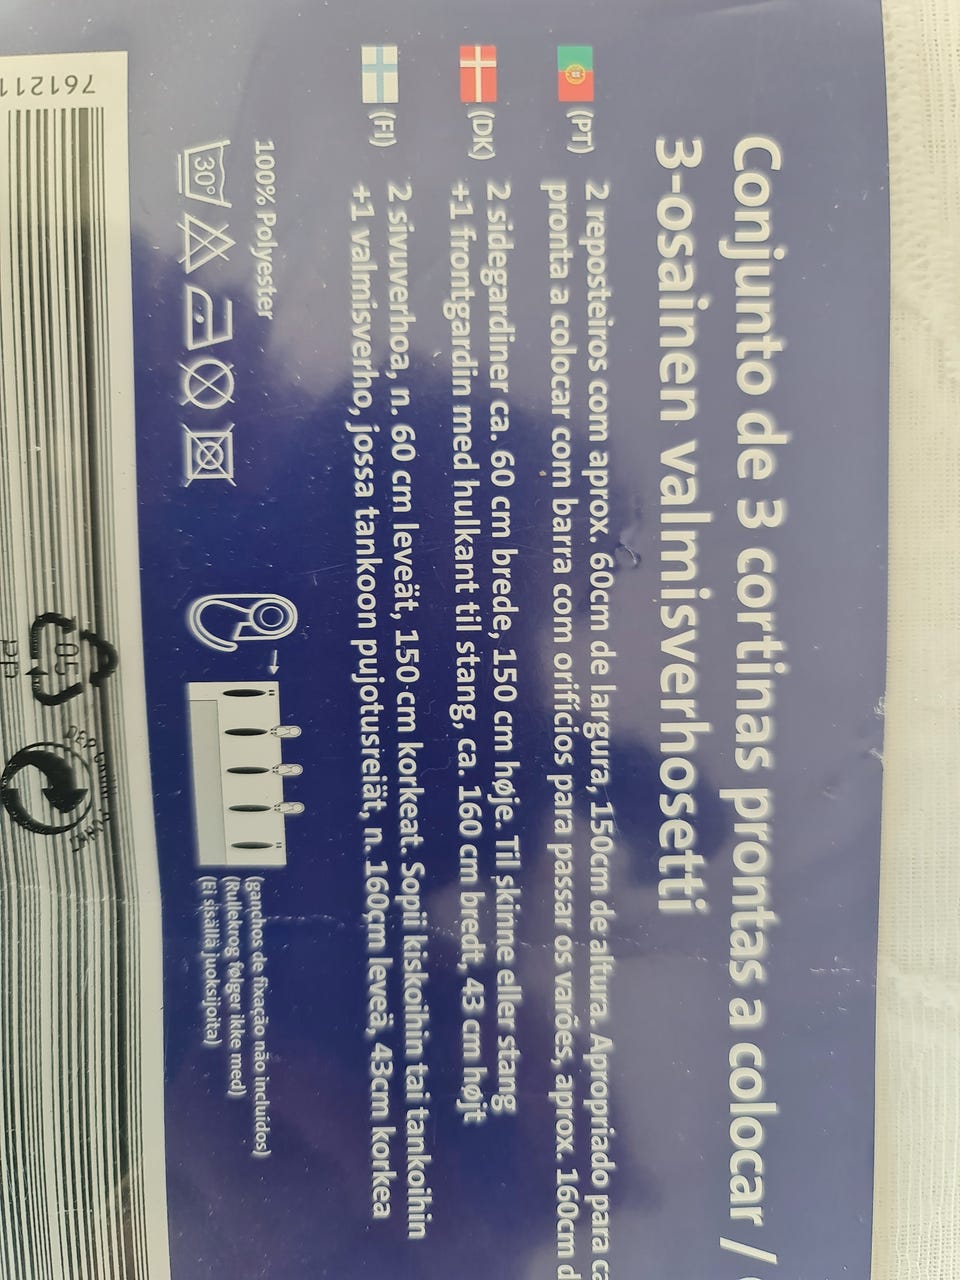 Conjunto de 3 cortinas prontas a colocar /
3-osainen valmisverhosetti
(PT) 2 reposteiros com aprox. 60cm de largura, 150cm de altura. Apropriado para
pronta a colocar com barra com orifícios para passar os varões, aprox. 160cm
(DK) 2 sidegardiner ca. 60 cm brede, 150 cm høje. Til skinne eller stang
+1 frontgardin med hulkant til stang, ca. 160 cm bredt, 43 cm højt
(FI) 2 sivuverhoa, n. 60 cm leveät, 150 cm korkeat. Sopii kiskoihin tai tankoihin
+1 valmisverho, jossa tankoon pujotusreiät, n. 160cm leveä, 43cm korkea
100% Polyester
30°
(ganchos de fixação não incluídos)
(Rullekrog følger ikke med)
(Ei sisällä juoksijoita)
761211
05